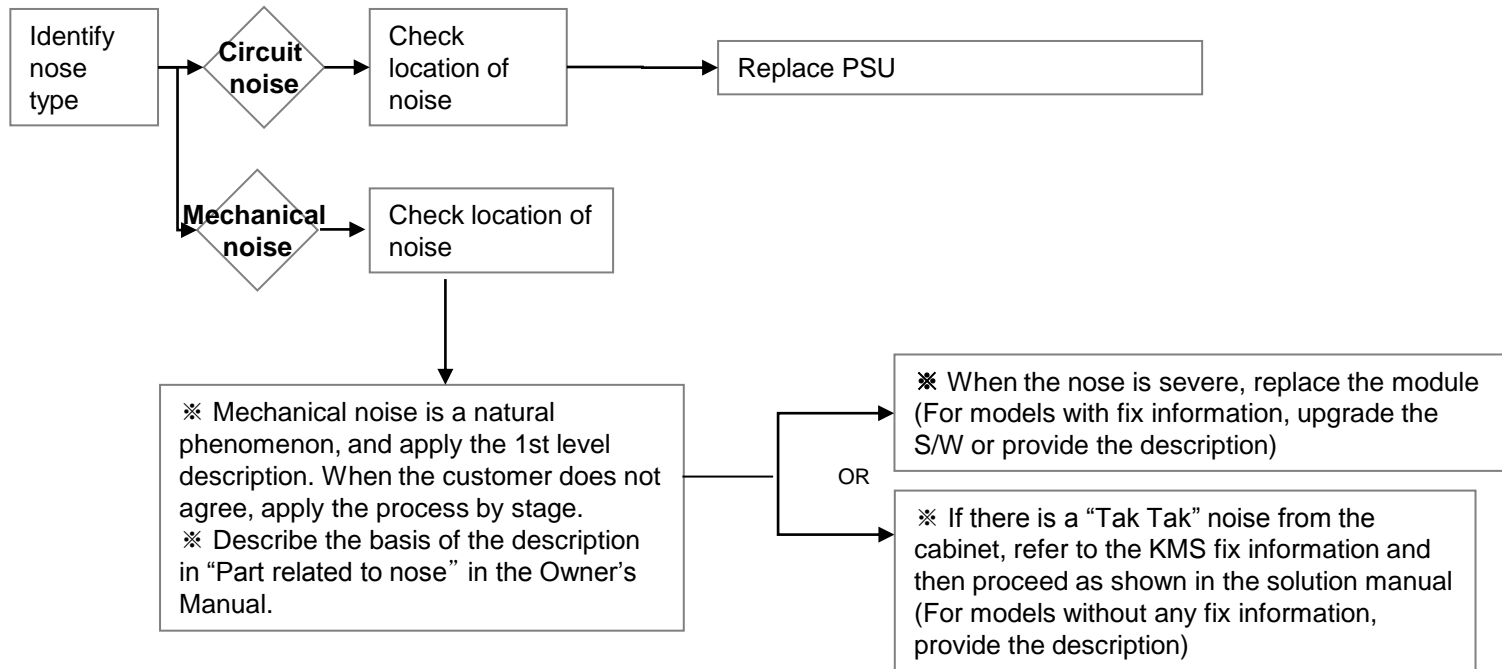 Identify
nose
type
Circuit
noise
Check
location of
noise
Replace PSU
Mechanical
noise
Check location of
noise
※ Mechanical noise is a natural
phenomenon, and apply the 1st level
description. When the customer does not
agree, apply the process by stage.
※ Describe the basis of the description
in “Part related to nose” in the Owner’s
Manual.
※ When the nose is severe, replace the module
(For models with fix information, upgrade the
S/W or provide the description)
OR
※ If there is a “Tak Tak” noise from the
cabinet, refer to the KMS fix information and
then proceed as shown in the solution manual
(For models without any fix information,
provide the description)